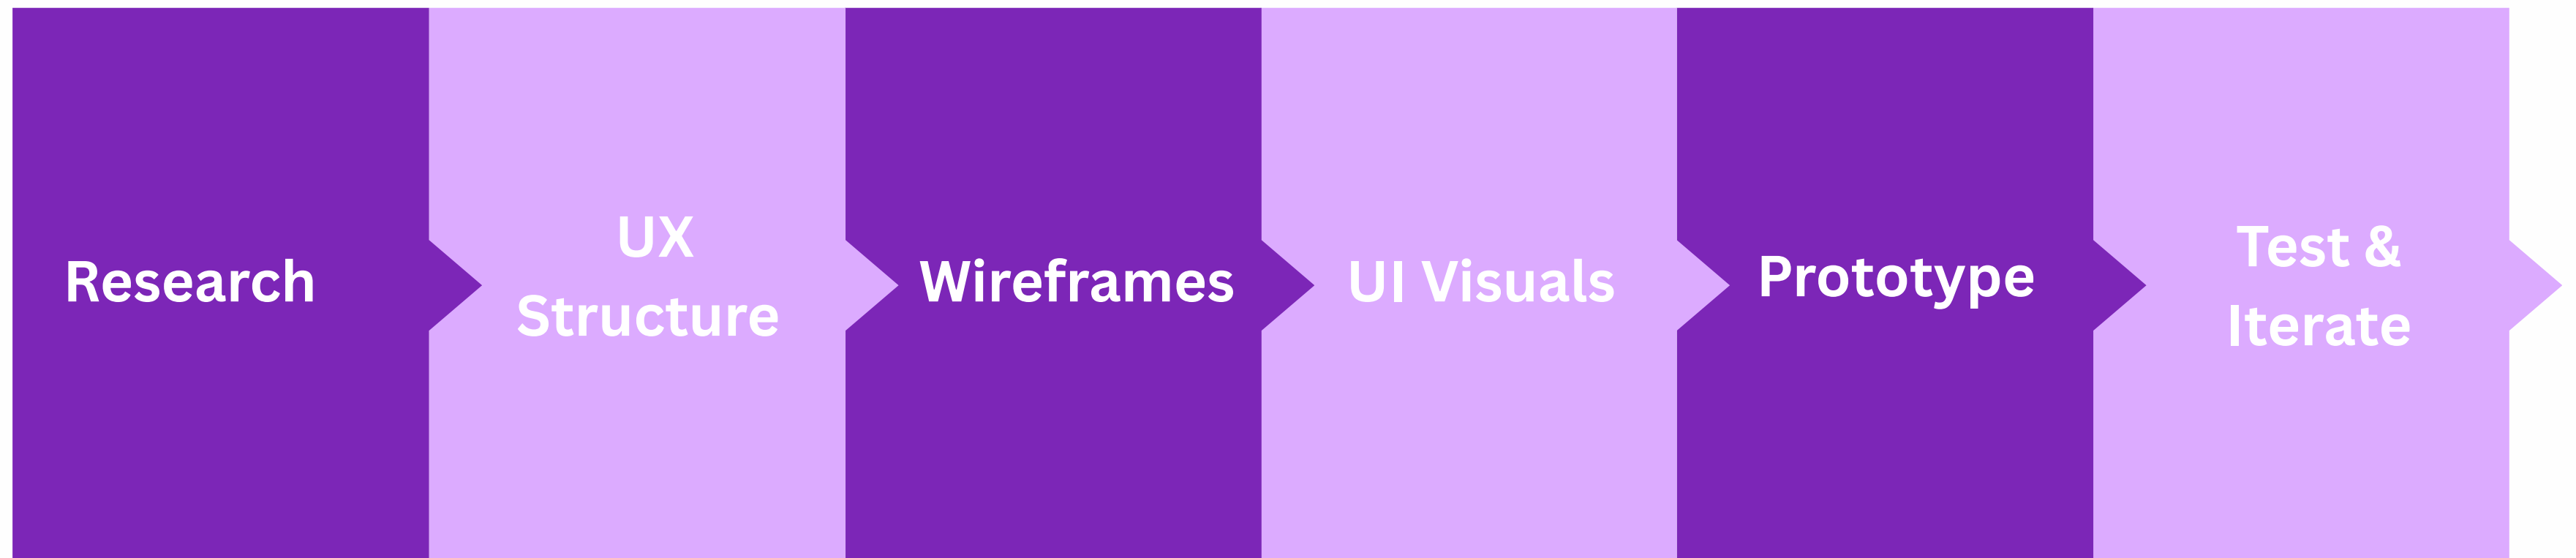 Research
UX
Structure
Wireframes
UI Visuals
Prototype
Test &
Iterate